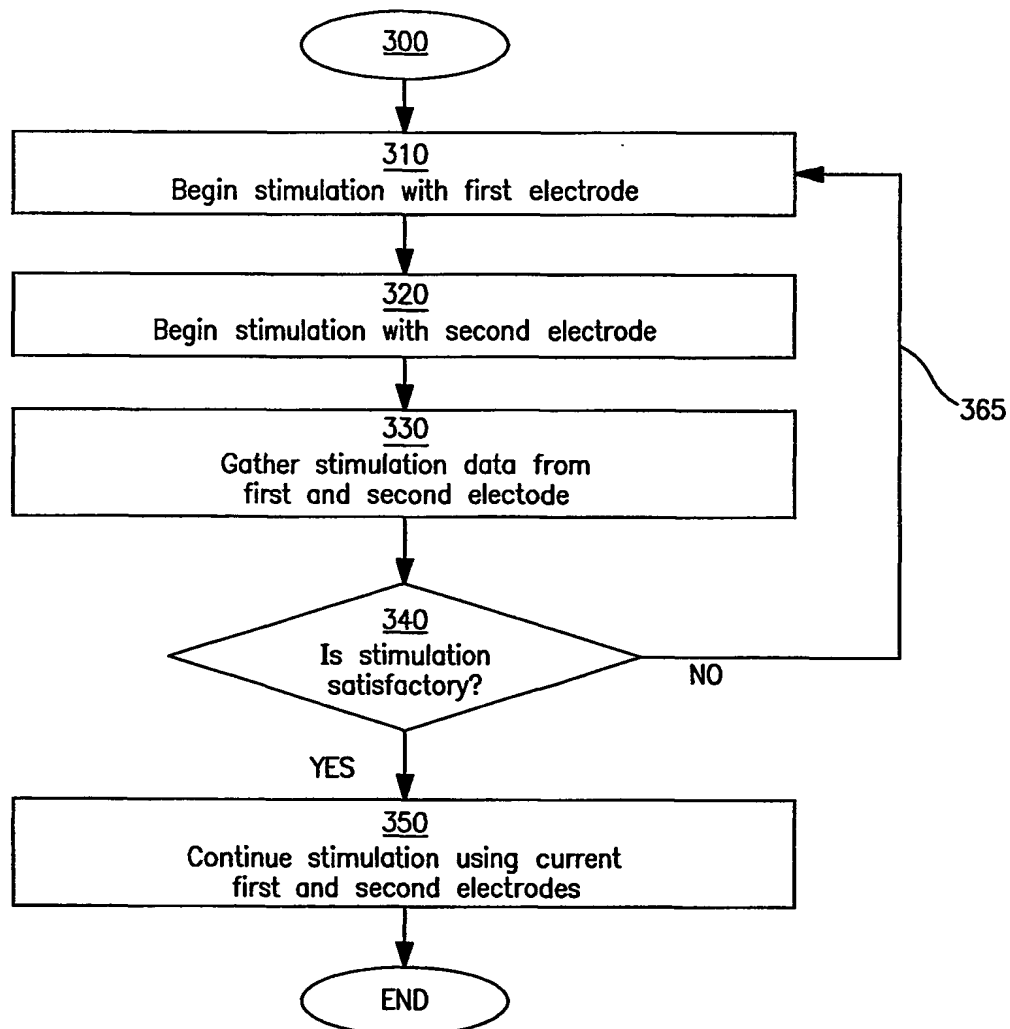 300
310
Begin stimulation with first electrode
320
Begin stimulation with second electrode
365
330
Gather stimulation data from
first and second electode
340
Is stimulation
satisfactory?
NO
YES
350
Continue stimulation using current
first and second electrodes
END